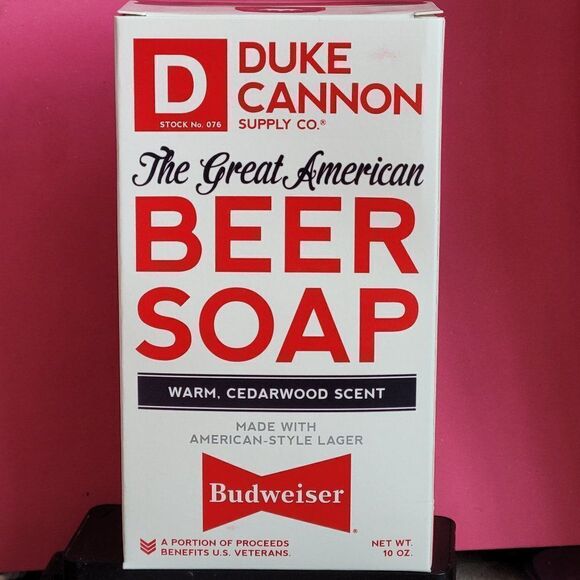 D
STOCK No. 076
DUKE
CANNON
SUPPLY CO.®
The Great American
BEER
SOAP
WARM, CEDARWOOD SCENT
MADE WITH
AMERICAN-STYLE LAGER
Budweiser
®
A PORTION OF PROCEEDS
BENEFITS U.S. VETERANS.
NET WT.
10 OZ.